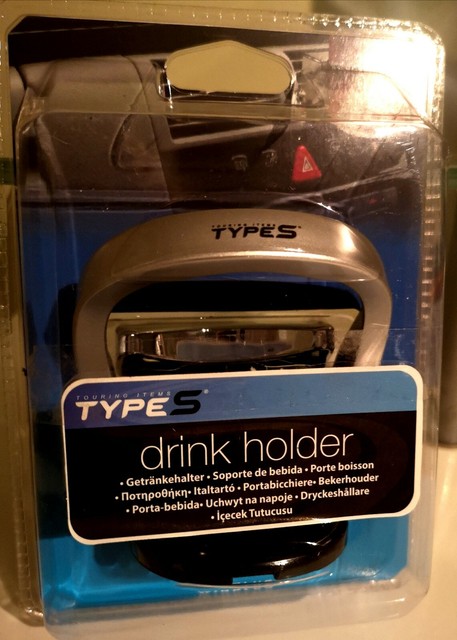 TOURING ITEMS
TYPE S®
TOURING ITEMS
TYPE S®
drink holder
• Getränkehalter • Soporte de bebida • Porte boisson
• Ποτηροθήκη • Italtartó • Portabicchiere • Bekerhouder
• Porta-bebida • Uchwyt na napoje • Dryckeshållare
• İçecek Tutucusu